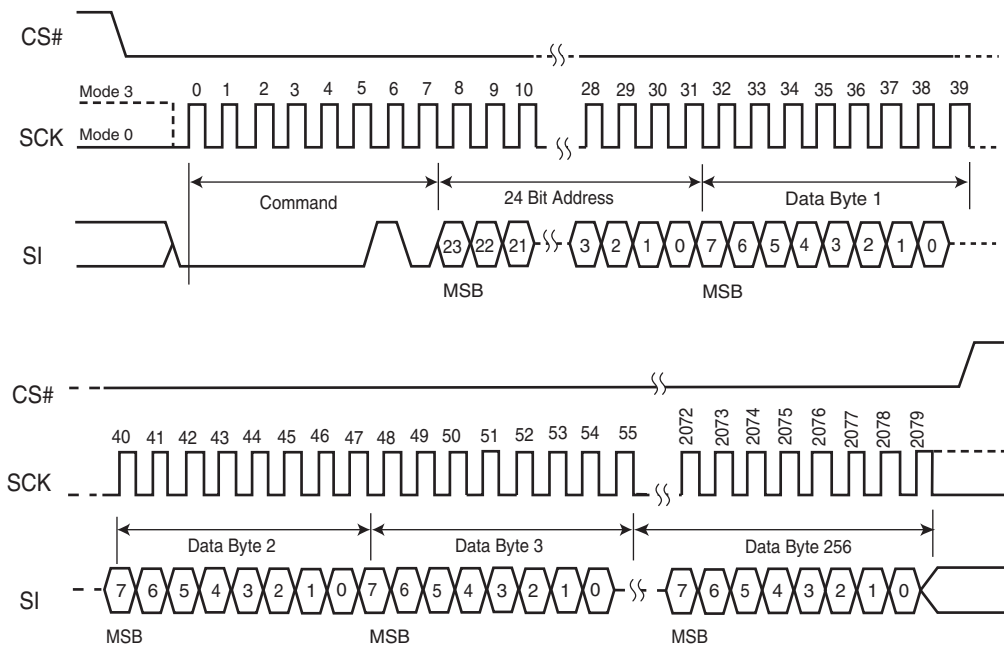 CS#
Mode 3
0 1 2 3 4 5 6 7 8 9 10 28 29 30 31 32 33 34 35 36 37 38 39
SCK
Mode 0
Command
24 Bit Address
Data Byte 1
SI
23 22 21 3 2 1 0 7 6 5 4 3 2 1 0
MSB MSB
CS#
40 41 42 43 44 45 46 47 48 49 50 51 52 53 54 55 2072 2073 2074 2075 2076 2077 2078 2079
SCK
Data Byte 2 Data Byte 3 Data Byte 256
SI
7 6 5 4 3 2 1 0 7 6 5 4 3 2 1 0 7 6 5 4 3 2 1 0
MSB MSB MSB